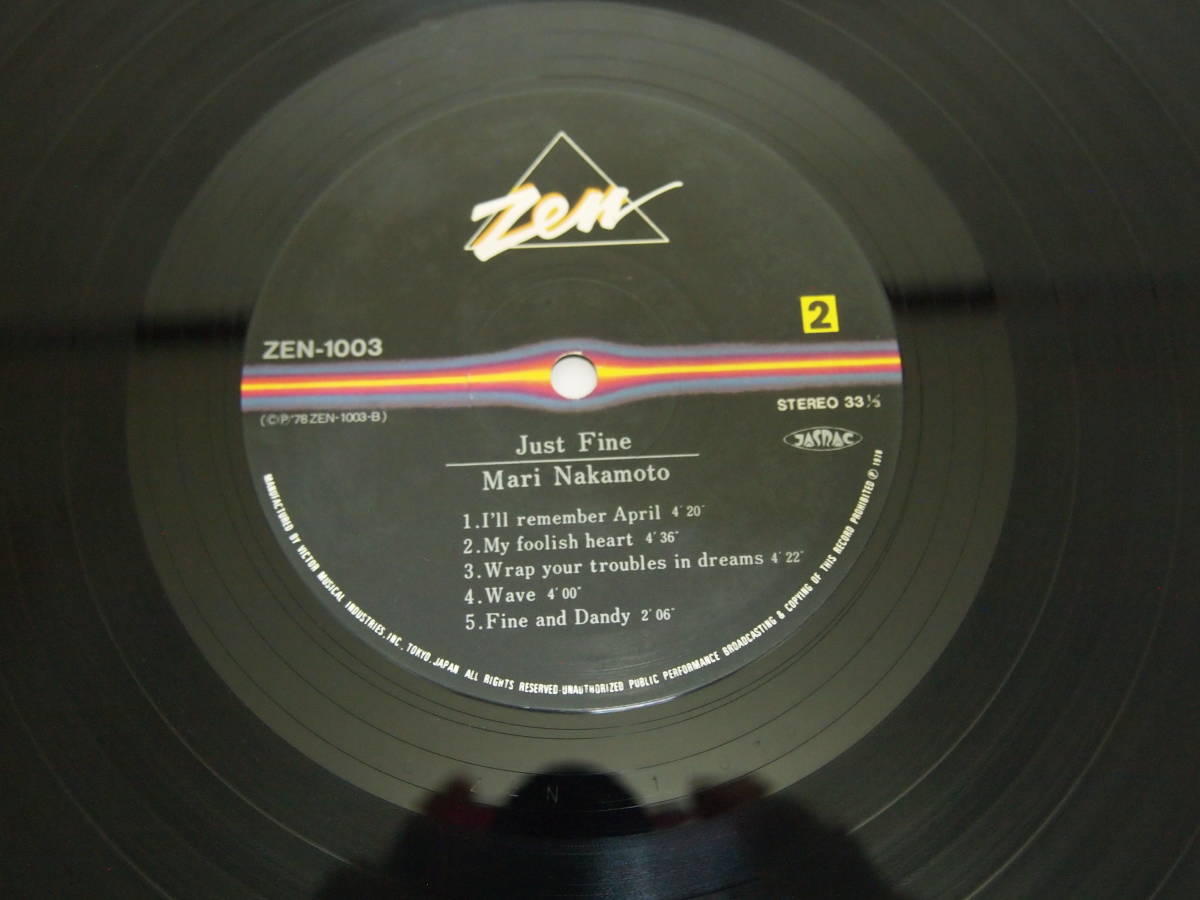 Zen
2
ZEN-1003
(ⒸⓅ'78 ZEN-1003-B)
STEREO 33⅓
JASRAC
Just Fine
Mari Nakamoto
1.I'll remember April 4'20"
2.My foolish heart 4'36"
3.Wrap your troubles in dreams 4'22"
4.Wave 4'00"
5.Fine and Dandy 2'06"
MANUFACTURED BY VICTOR MUSICAL INDUSTRIES, INC. TOKYO, JAPAN ALL RIGHTS RESERVED-UNAUTHORIZED PUBLIC PERFORMANCE BROADCASTING & COPYING OF THIS RECORD PROHIBITED Ⓟ 1978